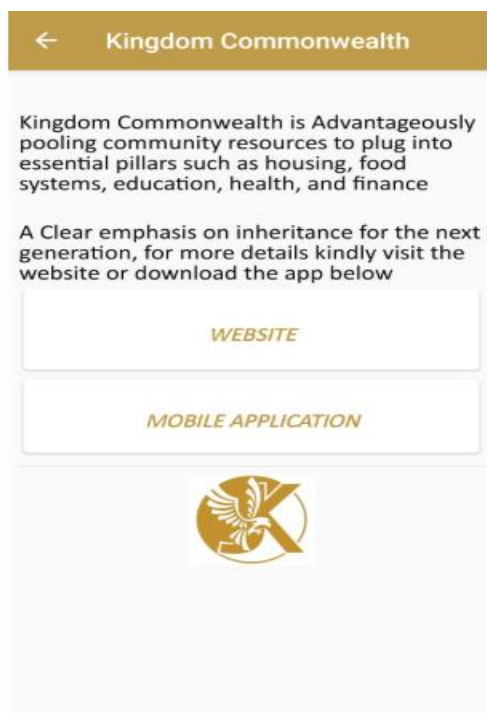 Kingdom Commonwealth
Kingdom Commonwealth is Advantageously
pooling community resources to plug into
essential pillars such as housing, food
systems, education, health, and finance
A Clear emphasis on inheritance for the next
generation, for more details kindly visit the
website or download the app below
WEBSITE
MOBILE APPLICATION
K